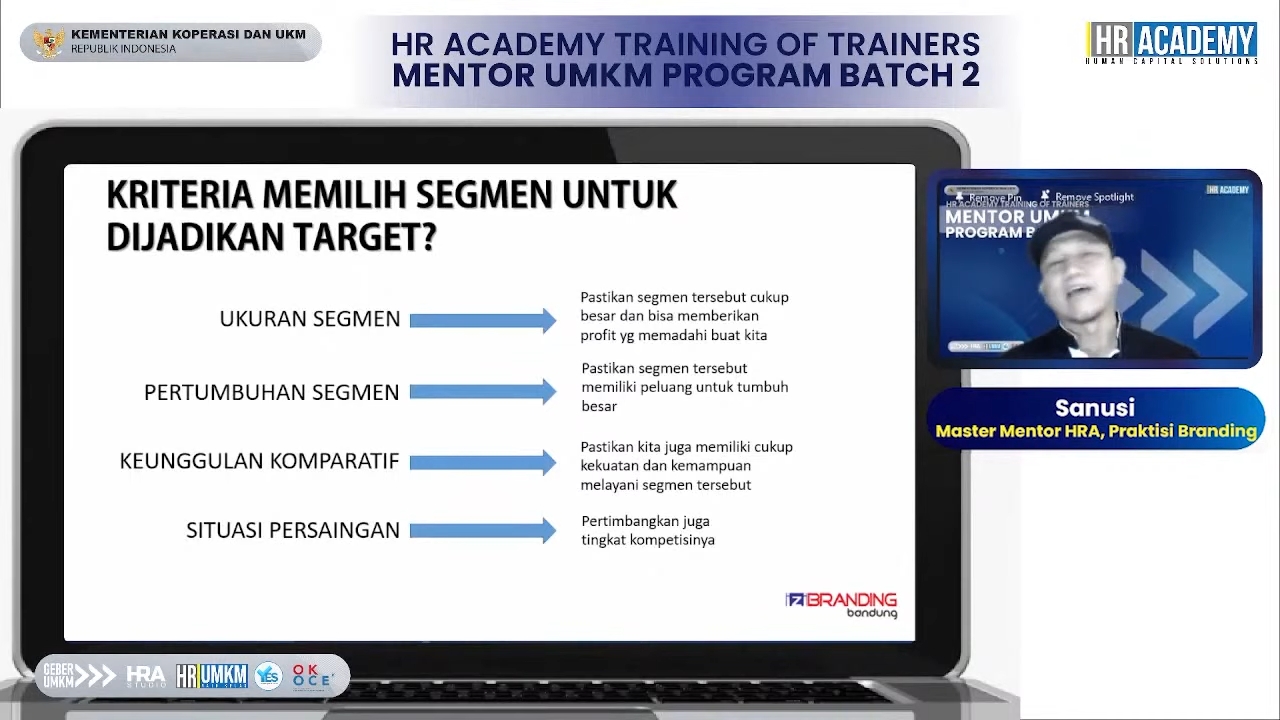 KEMENTERIAN KOPERASI DAN UKM
REPUBLIK INDONESIA
HR ACADEMY TRAINING OF TRAINERS
MENTOR UMKM PROGRAM BATCH 2
HR ACADEMY
HUMAN CAPITAL SOLUTIONS
KRITERIA MEMILIH SEGMEN UNTUK
DIJADIKAN TARGET?
UKURAN SEGMEN
Pastikan segmen tersebut cukup
besar dan bisa memberikan
profit yg memadahi buat kita
PERTUMBUHAN SEGMEN
Pastikan segmen tersebut
memiliki peluang untuk tumbuh
besar
KEUNGGULAN KOMPARATIF
Pastikan kita juga memiliki cukup
kekuatan dan kemampuan
melayani segmen tersebut
SITUASI PERSAINGAN
Pertimbangkan juga
tingkat kompetisinya
BRANDING
bandung
Remove Pin
Remove Spotlight
HR ACADEMY
HR ACADEMY TRAINING OF TRAINERS
MENTOR UMKM
PROGRAM B
Sanusi
Master Mentor HRA, Praktisi Branding
GEBER
UMKM
HRA
STUDIO
HR UMKM
YES
OK
OCE